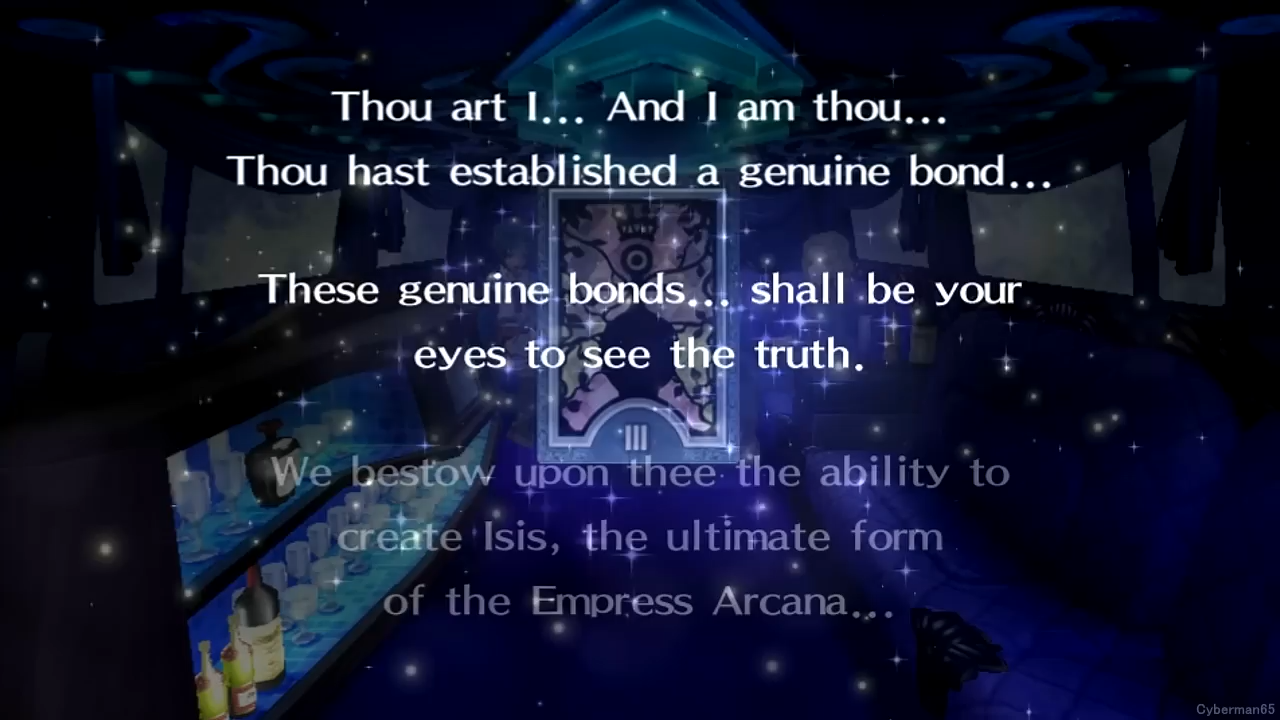 Thou art I... And I am thou...
Thou hast established a genuine bond...
These genuine bonds... shall be your
eyes to see the truth.
III
We bestow upon thee the ability to
create Isis, the ultimate form
of the Empress Arcana...
Cyberman65